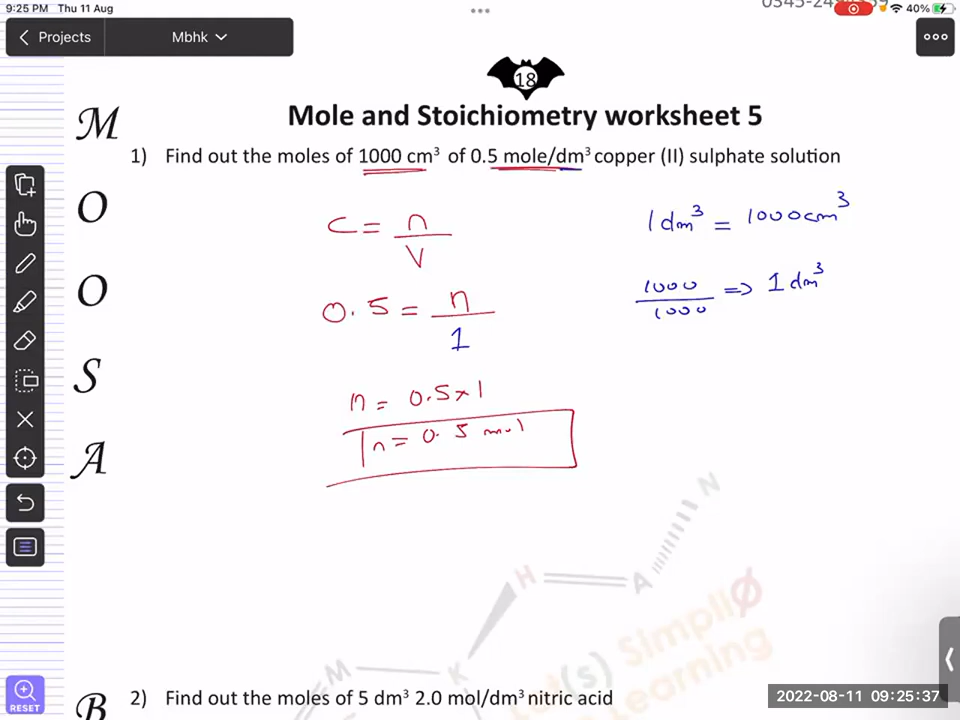 9:25 PM Thu 11 Aug
40%
Projects
Mbhk
18
Mole and Stoichiometry worksheet 5
1) Find out the moles of 1000 cm³ of 0.5 mole/dm³ copper (II) sulphate solution
C = n/V
1 dm³ = 1000 cm³
0.5 = n/1
1000/1000 => 1 dm³
n = 0.5 × 1
n = 0.5 mol
M
O
O
S
A
B
N
H A
M K
Simplif
Learning
2) Find out the moles of 5 dm³ 2.0 mol/dm³ nitric acid
RESET
2022-08-11 09:25:37